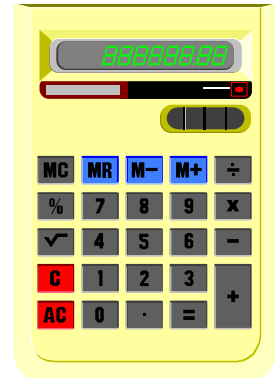 88888888
MC MR M− M+ ÷
% 7 8 9 x
√ 4 5 6 −
C 1 2 3 +
AC 0 . =